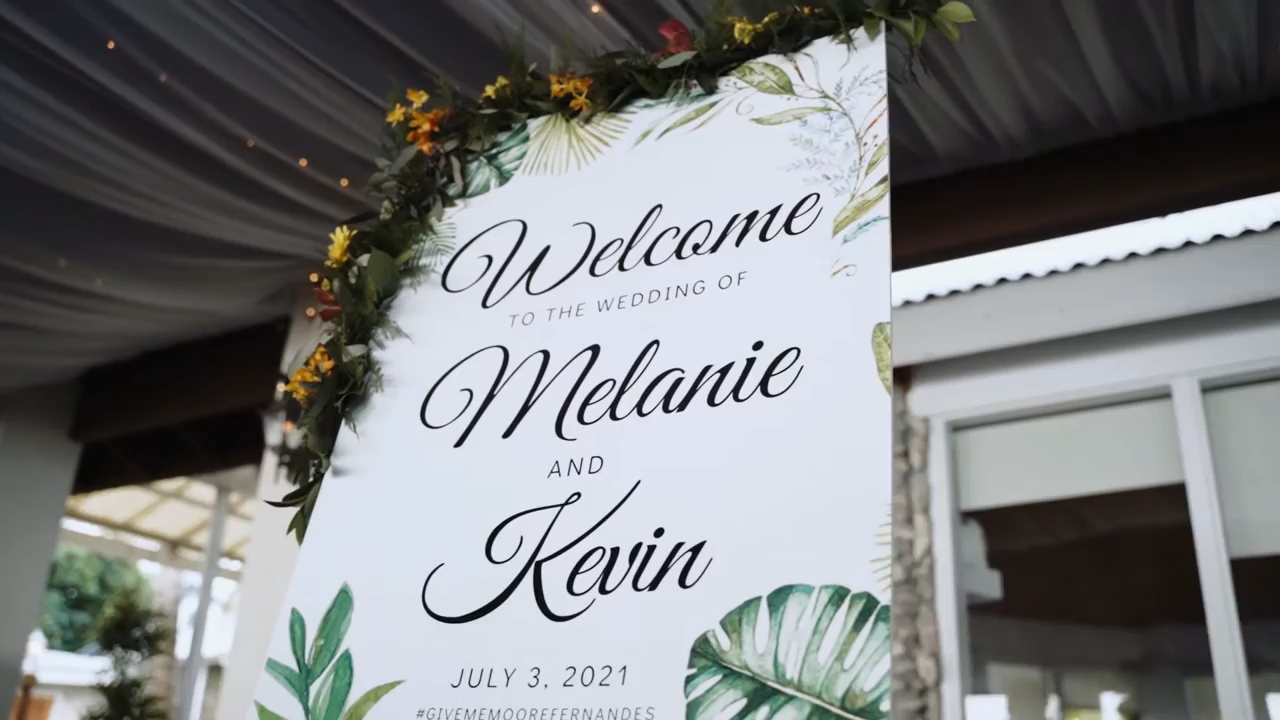 Welcome
TO THE WEDDING OF
Melanie
AND
Kevin
JULY 3, 2021
#GIVEMEMOOREFERNANDES